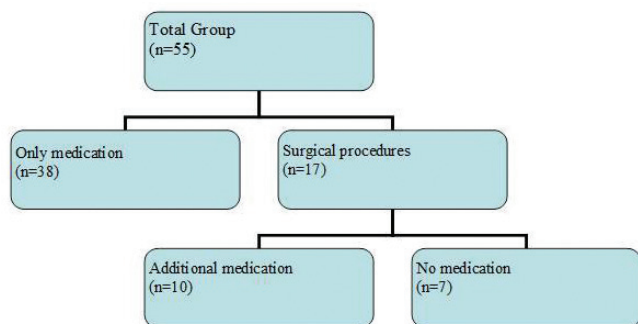 Total Group
(n=55)
Only medication
(n=38)
Surgical procedures
(n=17)
Additional medication
(n=10)
No medication
(n=7)